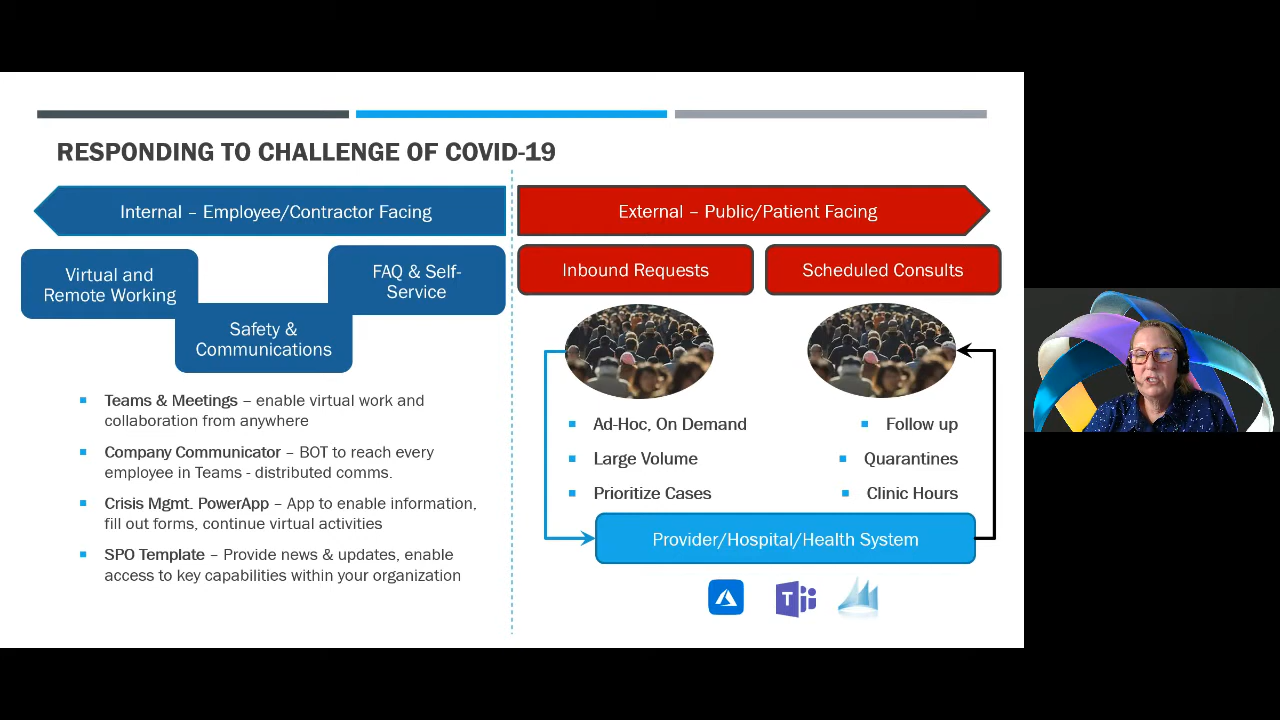 RESPONDING TO CHALLENGE OF COVID-19
Internal – Employee/Contractor Facing
Virtual and
Remote Working
FAQ & Self-
Service
Safety &
Communications
▪ Teams & Meetings – enable virtual work and
collaboration from anywhere
▪ Company Communicator – BOT to reach every
employee in Teams - distributed comms.
▪ Crisis Mgmt. PowerApp – App to enable information,
fill out forms, continue virtual activities
▪ SPO Template – Provide news & updates, enable
access to key capabilities within your organization
External – Public/Patient Facing
Inbound Requests
Scheduled Consults
▪ Ad-Hoc, On Demand
▪ Large Volume
▪ Prioritize Cases
▪ Follow up
▪ Quarantines
▪ Clinic Hours
Provider/Hospital/Health System
T